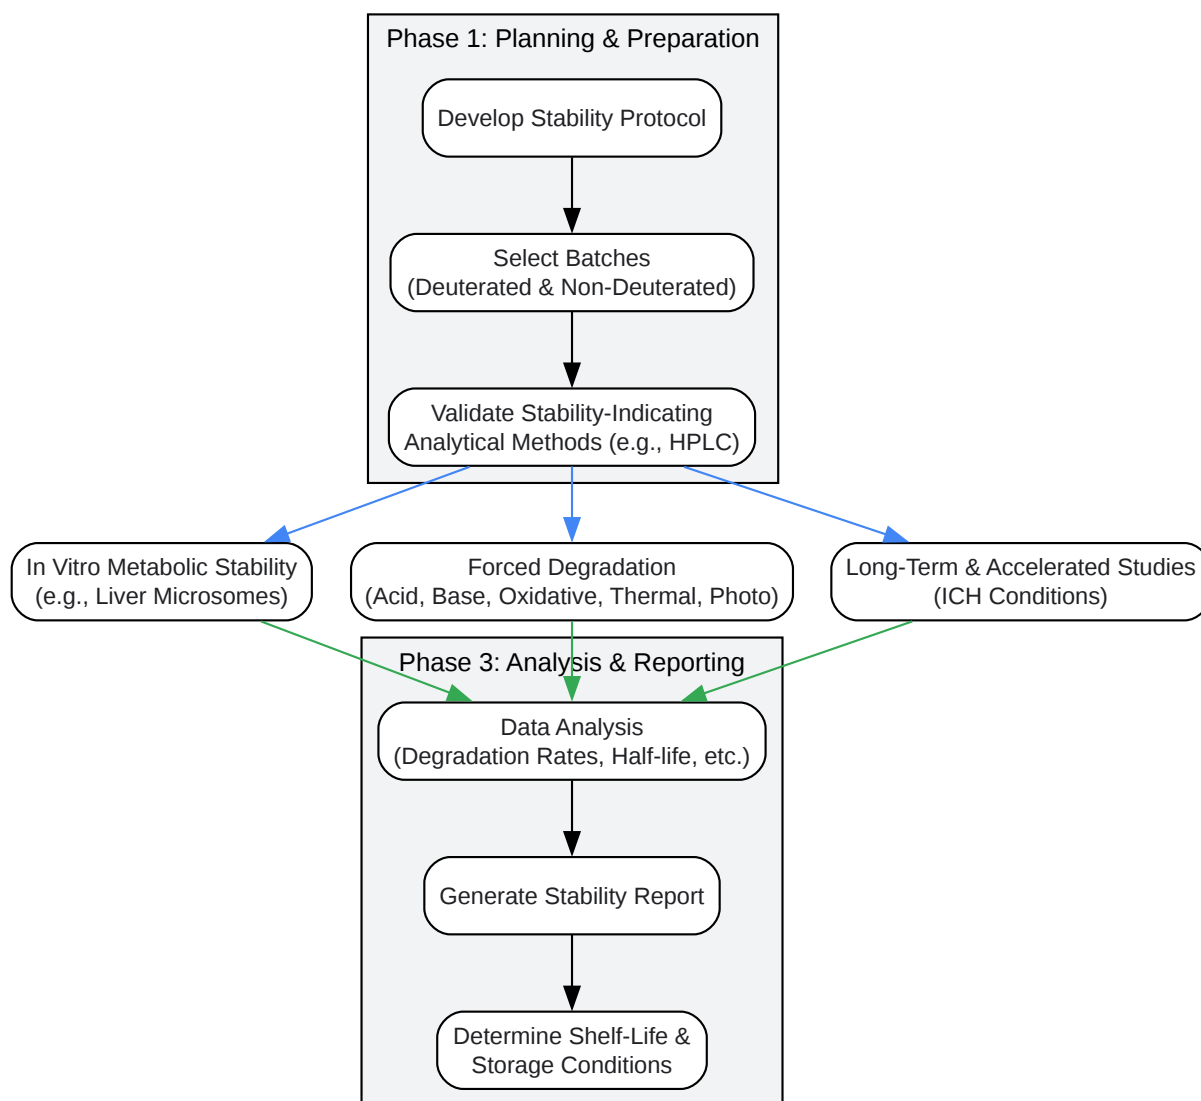 Phase 1: Planning & Preparation
Develop Stability Protocol
Select Batches
(Deuterated & Non-Deuterated)
Validate Stability-Indicating
Analytical Methods (e.g., HPLC)
In Vitro Metabolic Stability
(e.g., Liver Microsomes)
Forced Degradation
(Acid, Base, Oxidative, Thermal, Photo)
Long-Term & Accelerated Studies
(ICH Conditions)
Phase 3: Analysis & Reporting
Data Analysis
(Degradation Rates, Half-life, etc.)
Generate Stability Report
Determine Shelf-Life &
Storage Conditions